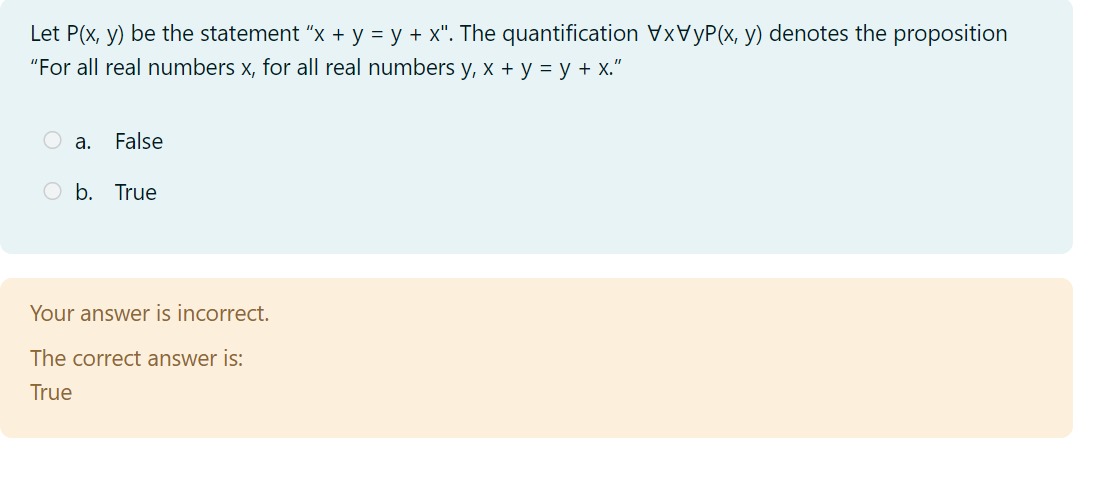 Let P(x, y) be the statement “x + y = y + x". The quantification ∀x∀yP(x, y) denotes the proposition
“For all real numbers x, for all real numbers y, x + y = y + x.”
a. False
b. True
Your answer is incorrect.
The correct answer is:
True